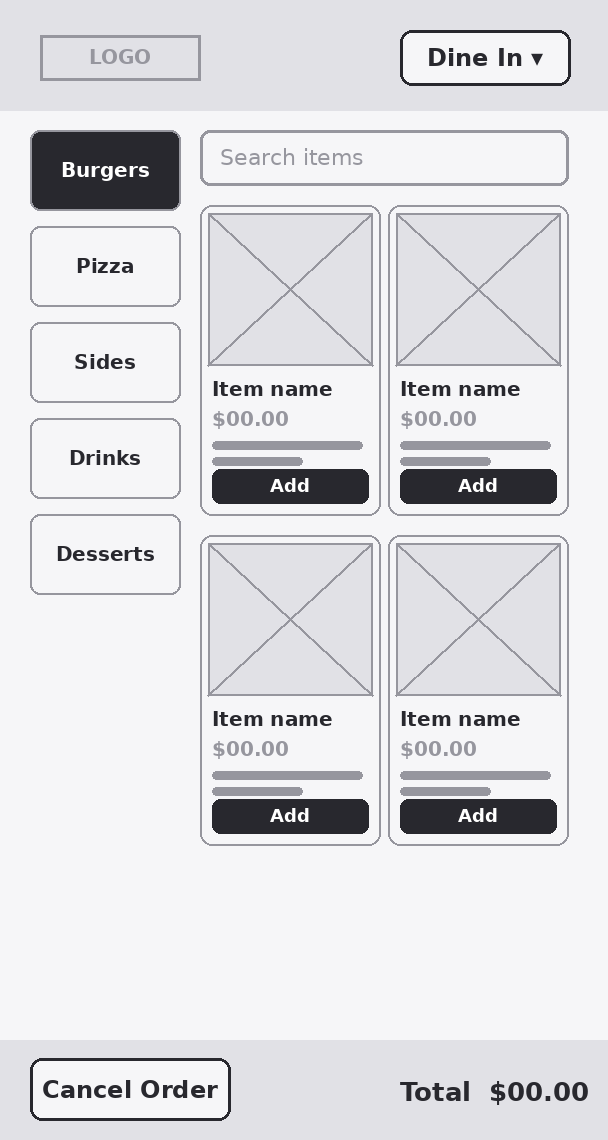 LOGO
Dine In ▾
Burgers
Pizza
Sides
Drinks
Desserts
Search items
Item name
$00.00
Add
Item name
$00.00
Add
Item name
$00.00
Add
Item name
$00.00
Add
Cancel Order
Total $00.00